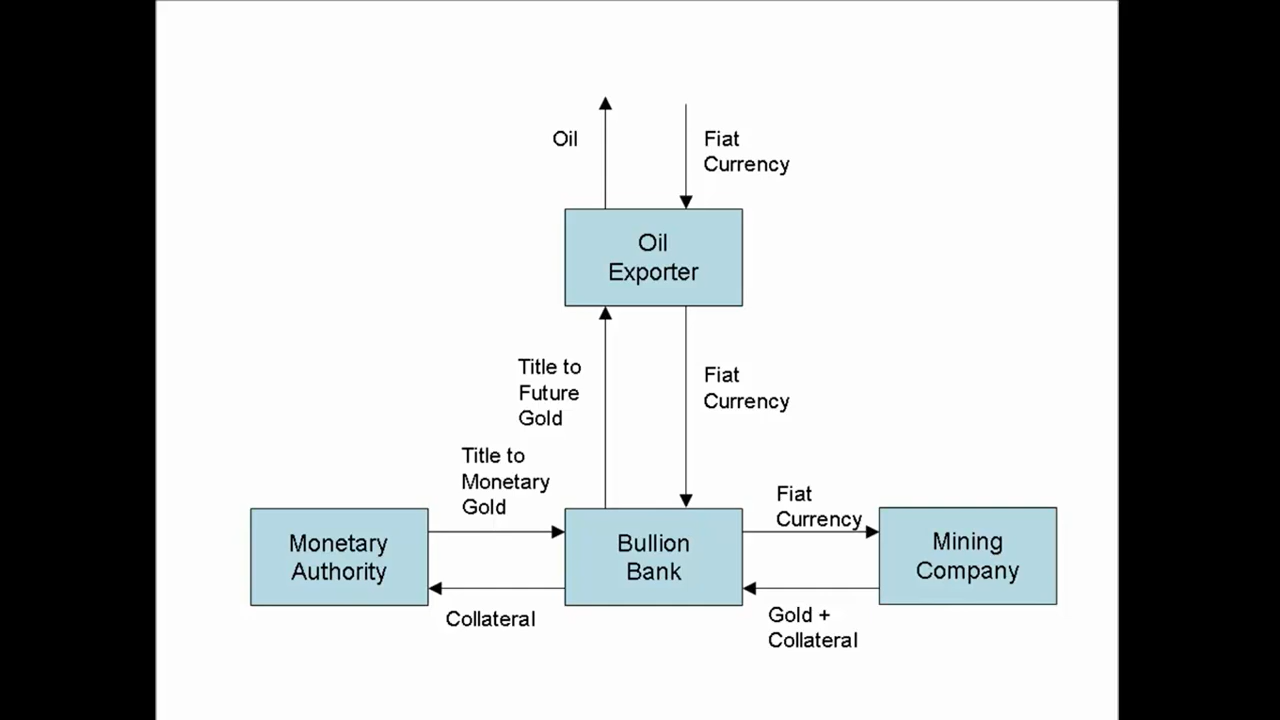 Oil
Fiat
Currency
Oil
Exporter
Title to
Future
Gold
Fiat
Currency
Title to
Monetary
Gold
Fiat
Currency
Monetary
Authority
Bullion
Bank
Mining
Company
Collateral
Gold +
Collateral